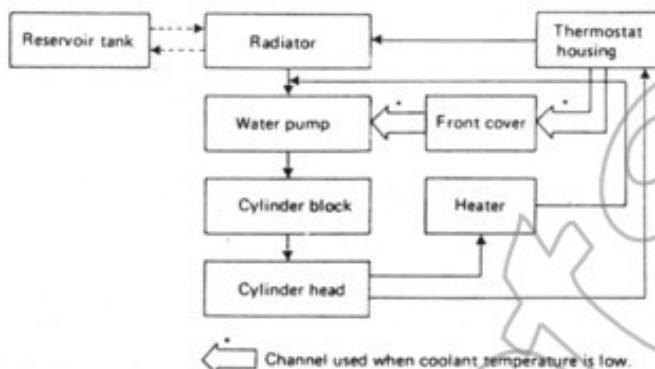 Reservoir tank
Radiator
Thermostat
housing
*
*
Water pump
Front cover
Cylinder block
Heater
Cylinder head
*
Channel used when coolant temperature is low.